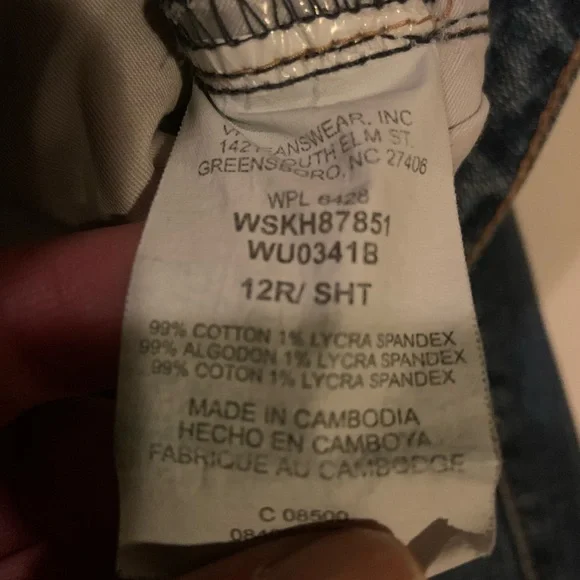 JEANSWEAR, INC
142 SOUTH ELM ST.
GREENSBORO, NC 27406
WPL 6428
WSKH87851
WU0341B
12R/ SHT
99% COTTON 1% LYCRA SPANDEX
99% ALGODON 1% LYCRA SPANDEX
99% COTON 1% LYCRA SPANDEX
MADE IN CAMBODIA
HECHO EN CAMBOYA
FABRIQUE AU CAMBODGE
C 08500